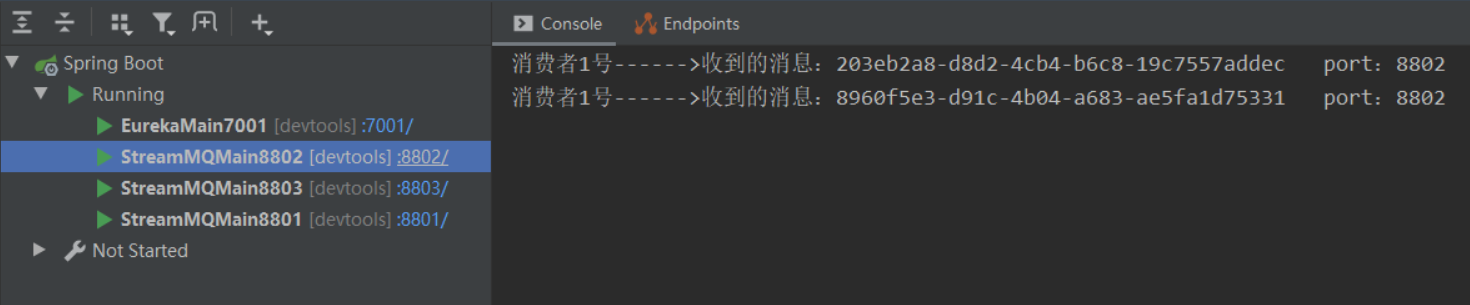 Console Endpoints
Spring Boot
Running
EurekaMain7001 [devtools] :7001/
StreamMQMain8802 [devtools] :8802/
StreamMQMain8803 [devtools] :8803/
StreamMQMain8801 [devtools] :8801/
Not Started
消费者1号------>收到的消息：203eb2a8-d8d2-4cb4-b6c8-19c7557addec port：8802
消费者1号------>收到的消息：8960f5e3-d91c-4b04-a683-ae5fa1d75331 port：8802